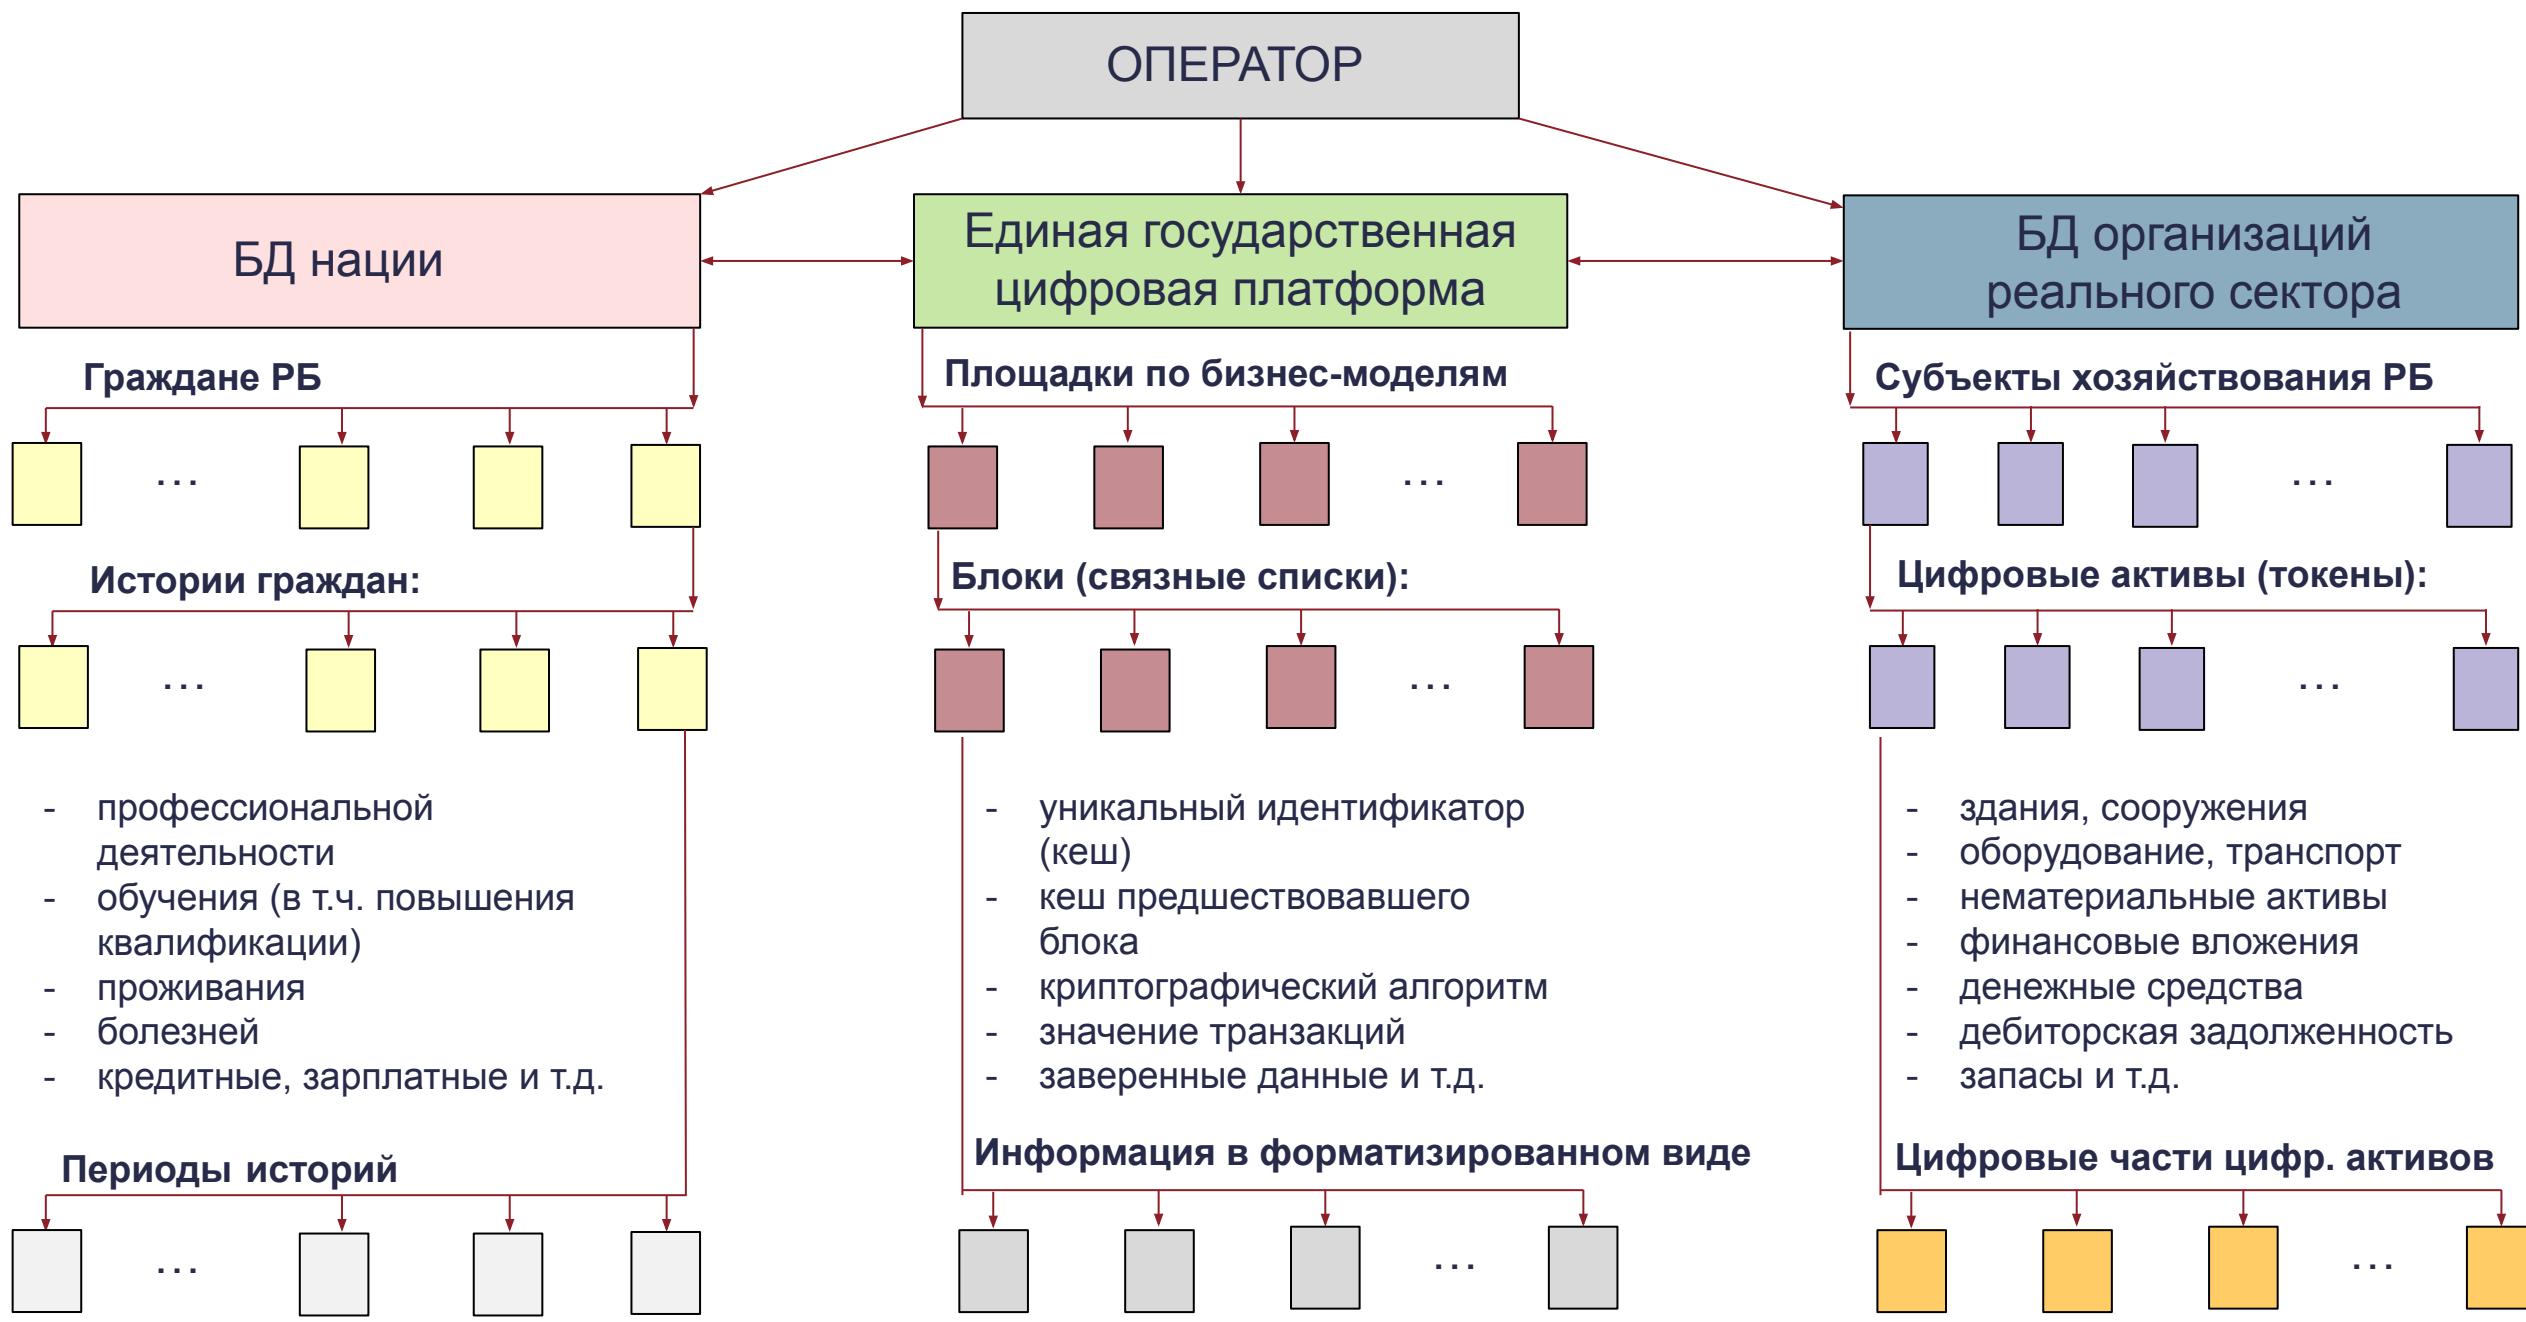 ОПЕРАТОР
БД нации
Единая государственная
цифровая платформа
БД организаций
реального сектора
Граждане РБ
...
Истории граждан:
...
- профессиональной
деятельности
- обучения (в т.ч. повышения
квалификации)
- проживания
- болезней
- кредитные, зарплатные и т.д.
Периоды историй
...
Площадки по бизнес-моделям
...
Блоки (связные списки):
...
- уникальный идентификатор
(кеш)
- кеш предшествовавшего
блока
- криптографический алгоритм
- значение транзакций
- заверенные данные и т.д.
Информация в форматизированном виде
...
Субъекты хозяйствования РБ
...
Цифровые активы (токены):
...
- здания, сооружения
- оборудование, транспорт
- нематериальные активы
- финансовые вложения
- денежные средства
- дебиторская задолженность
- запасы и т.д.
Цифровые части цифр. активов
...